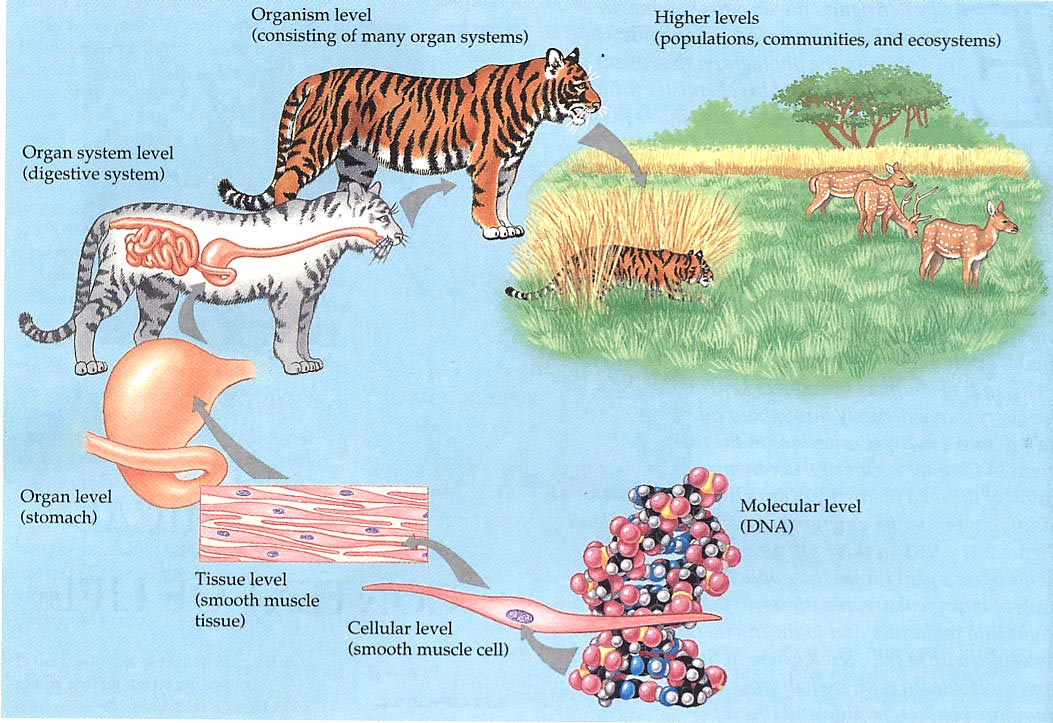 Organism level
(consisting of many organ systems)
Higher levels
(populations, communities, and ecosystems)
Organ system level
(digestive system)
Organ level
(stomach)
Tissue level
(smooth muscle
tissue)
Cellular level
(smooth muscle cell)
Molecular level
(DNA)